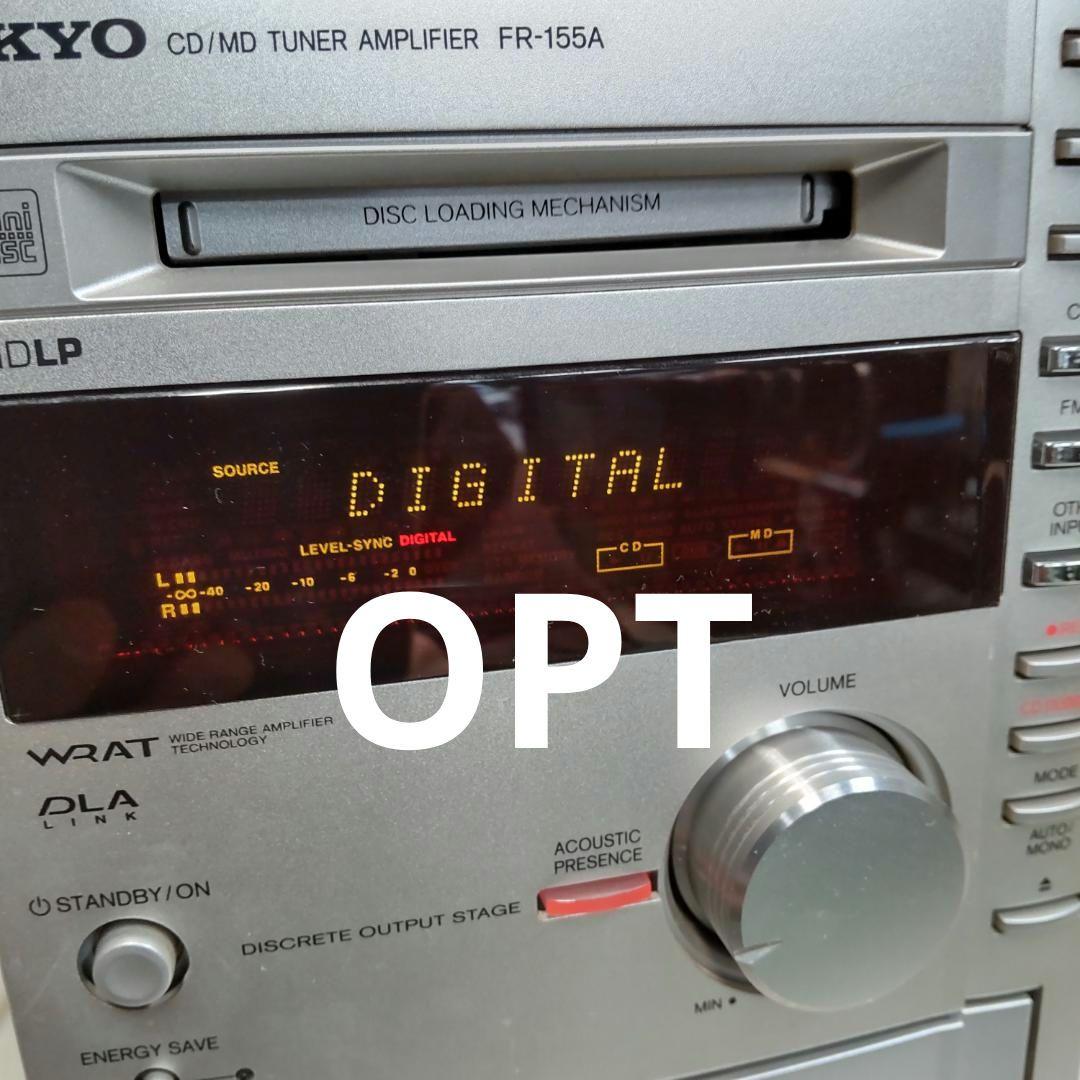 KYO CD/MD TUNER AMPLIFIER FR-155A
DISC LOADING MECHANISM
DLP
SOURCE
DIGITAL
LEVEL-SYNC DIGITAL
CD
MD
L
-∞ -40 -20 -10 -6 -2 0
R
OPT
VOLUME
WRAT WIDE RANGE AMPLIFIER
TECHNOLOGY
DLA
LINK
ACOUSTIC
PRESENCE
STANDBY/ON
DISCRETE OUTPUT STAGE
MIN
ENERGY SAVE
MODE
AUTO/
MONO